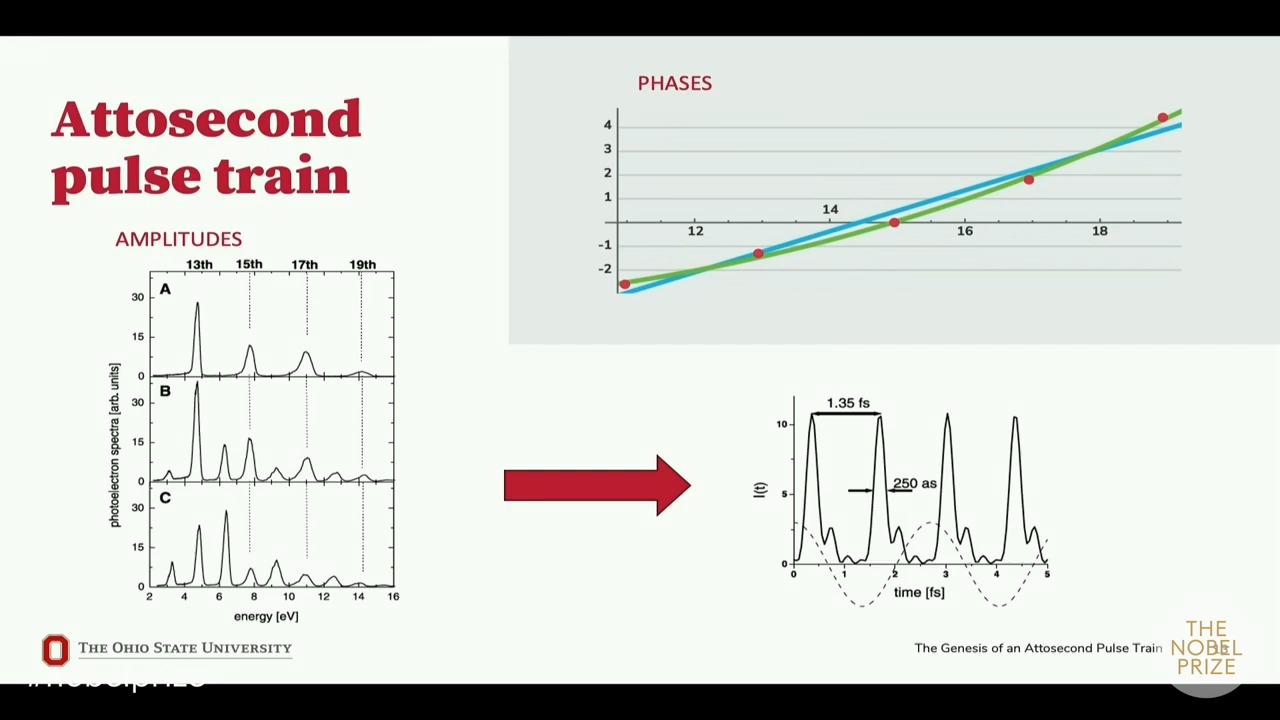 Attosecond
pulse train
PHASES
4
3
2
1
14
12
16
18
-1
-2
AMPLITUDES
13th 15th 17th 19th
A
30
15
0
B
30
15
0
C
30
15
0
2 4 6 8 10 12 14 16
photoelectron spectra [arb. units]
energy [eV]
1.35 fs
10
250 as
5
I(t)
0
0 1 2 3 4 5
time [fs]
THE OHIO STATE UNIVERSITY
The Genesis of an Attosecond Pulse Train
THE
NOBEL
PRIZE
#nobelprize